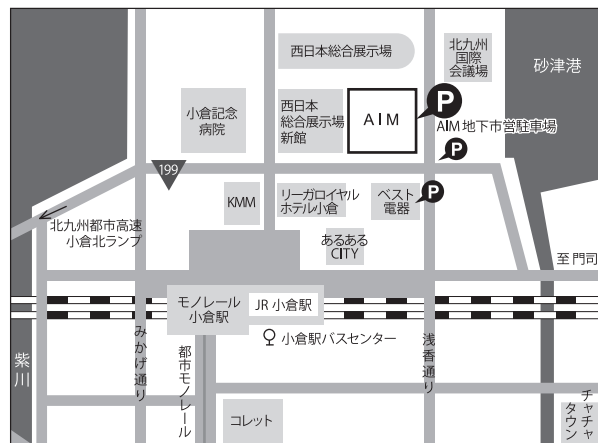 西日本総合展示場
北九州
国際
会議場
砂津港
小倉記念
病院
西日本
総合展示場
新館
AIM
P
AIM地下市営駐車場
P
199
KMM
リーガロイヤル
ホテル小倉
ベスト
電器
P
北九州都市高速
小倉北ランプ
あるある
CITY
至 門司
モノレール
小倉駅
JR 小倉駅
小倉駅バスセンター
紫川
みかげ通り
都市モノレール
浅香通り
コレット
チャチャ
タウン